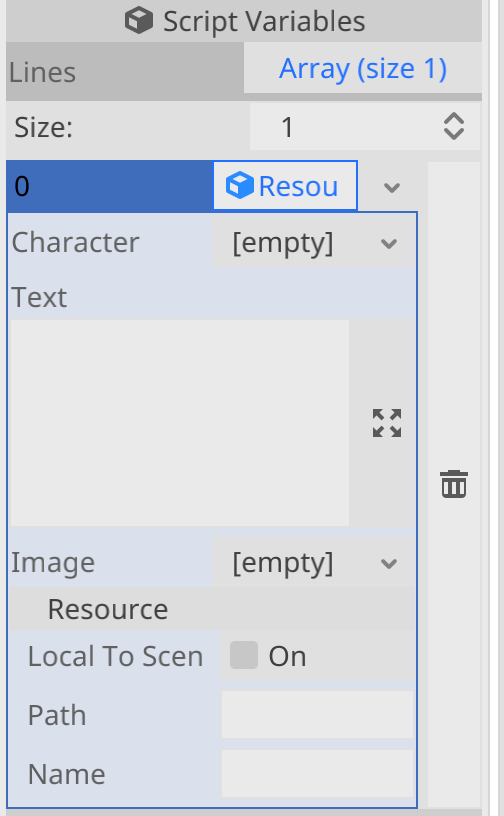 Script Variables
Lines Array (size 1)
Size: 1
0 Resou
Character [empty]
Text
Image [empty]
Resource
Local To Scen On
Path
Name